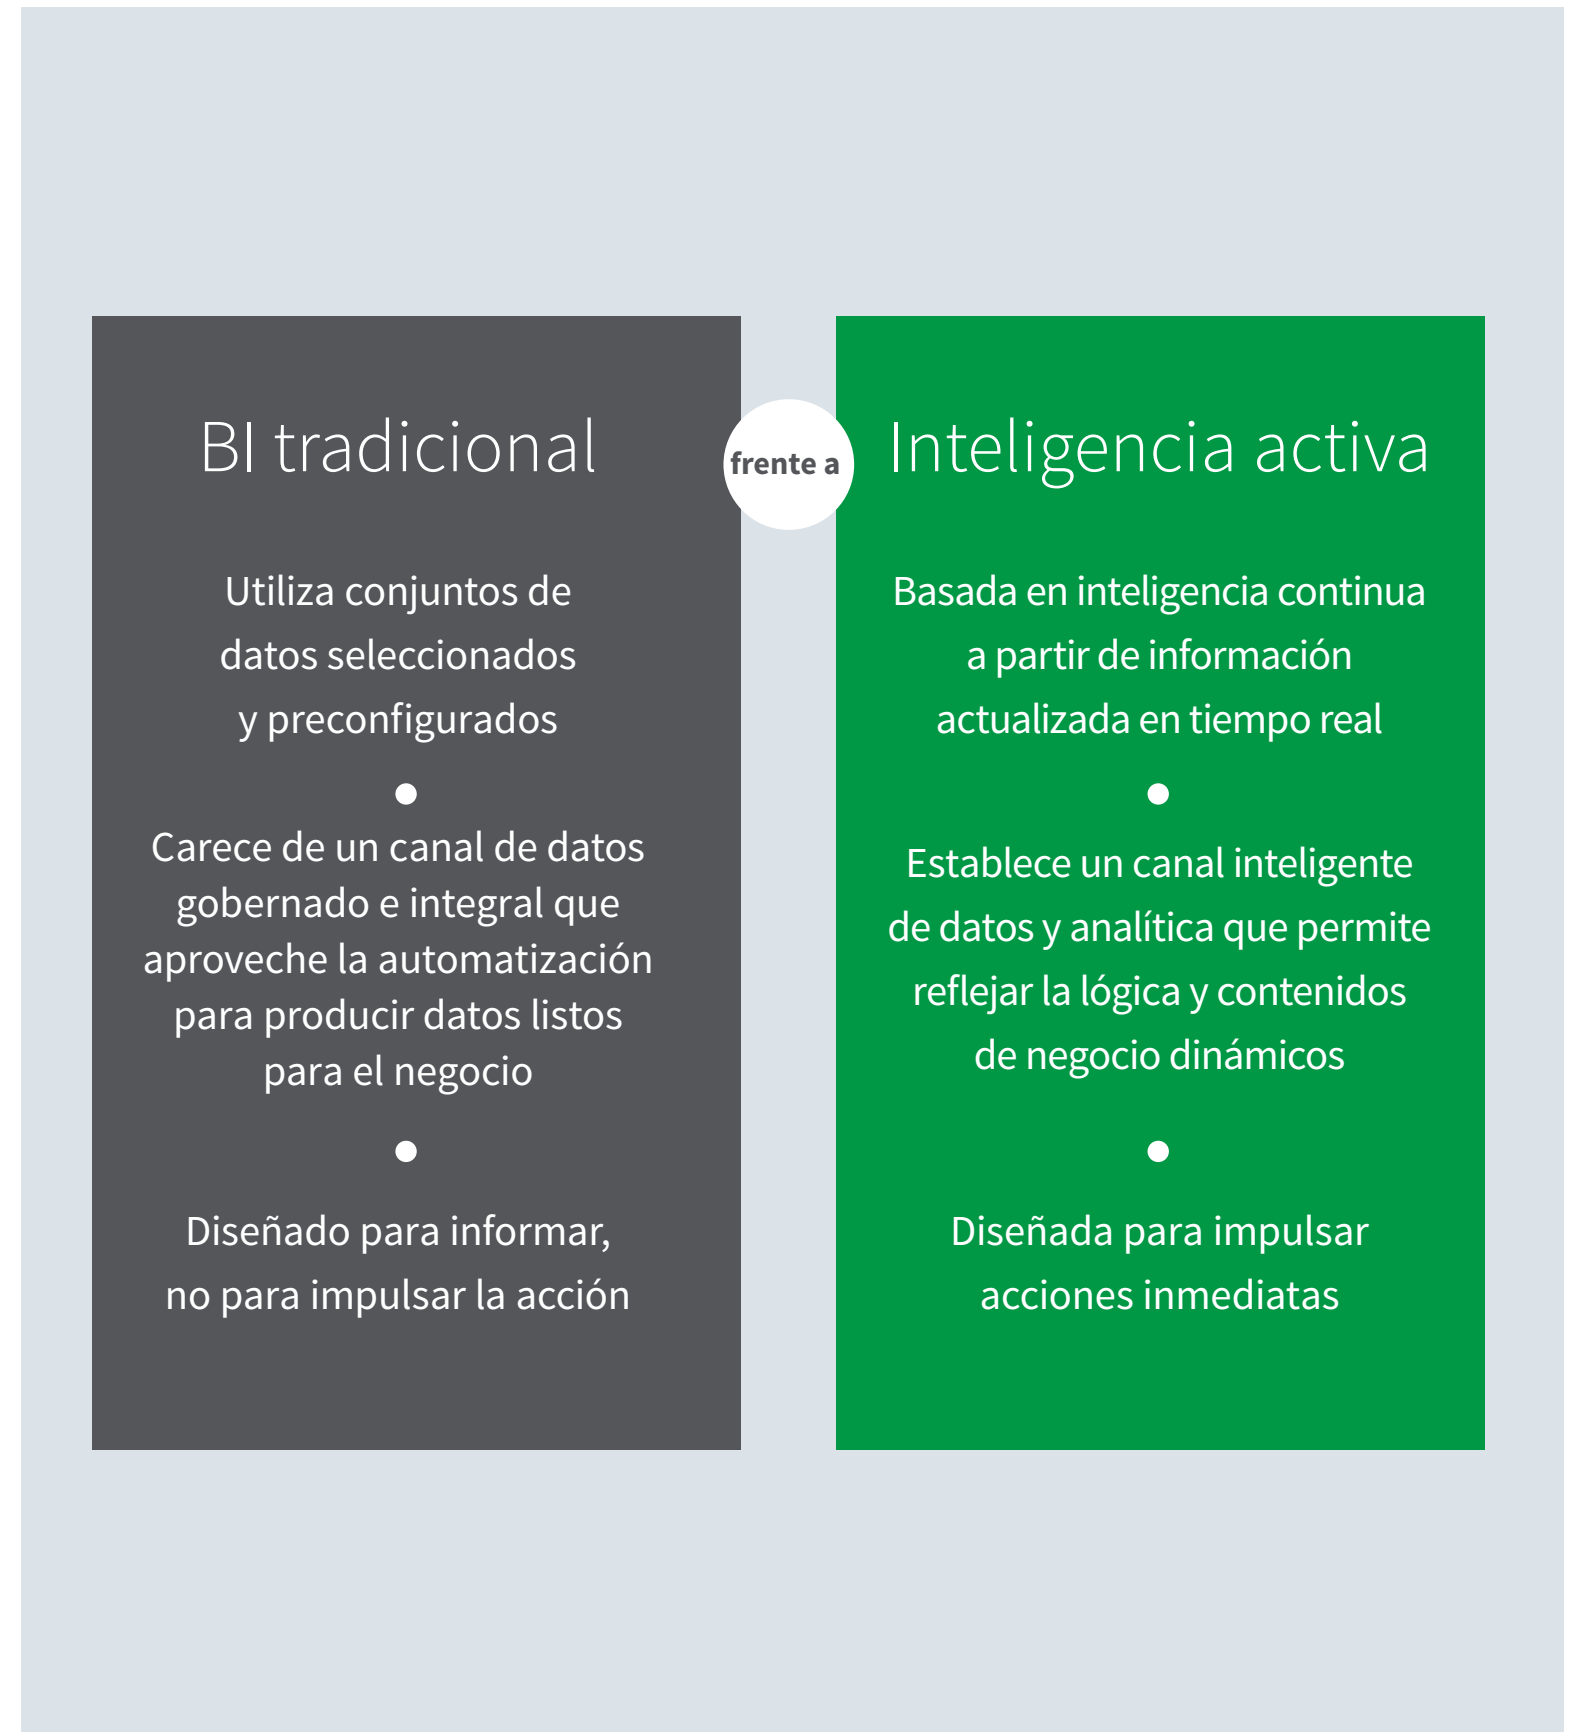 BI tradicional
Utiliza conjuntos de
datos seleccionados
y preconfigurados
Carece de un canal de datos
gobernado e integral que
aproveche la automatización
para producir datos listos
para el negocio
Diseñado para informar,
no para impulsar la acción
frente a
Inteligencia activa
Basada en inteligencia continua
a partir de información
actualizada en tiempo real
Establece un canal inteligente
de datos y analítica que permite
reflejar la lógica y contenidos
de negocio dinámicos
Diseñada para impulsar
acciones inmediatas